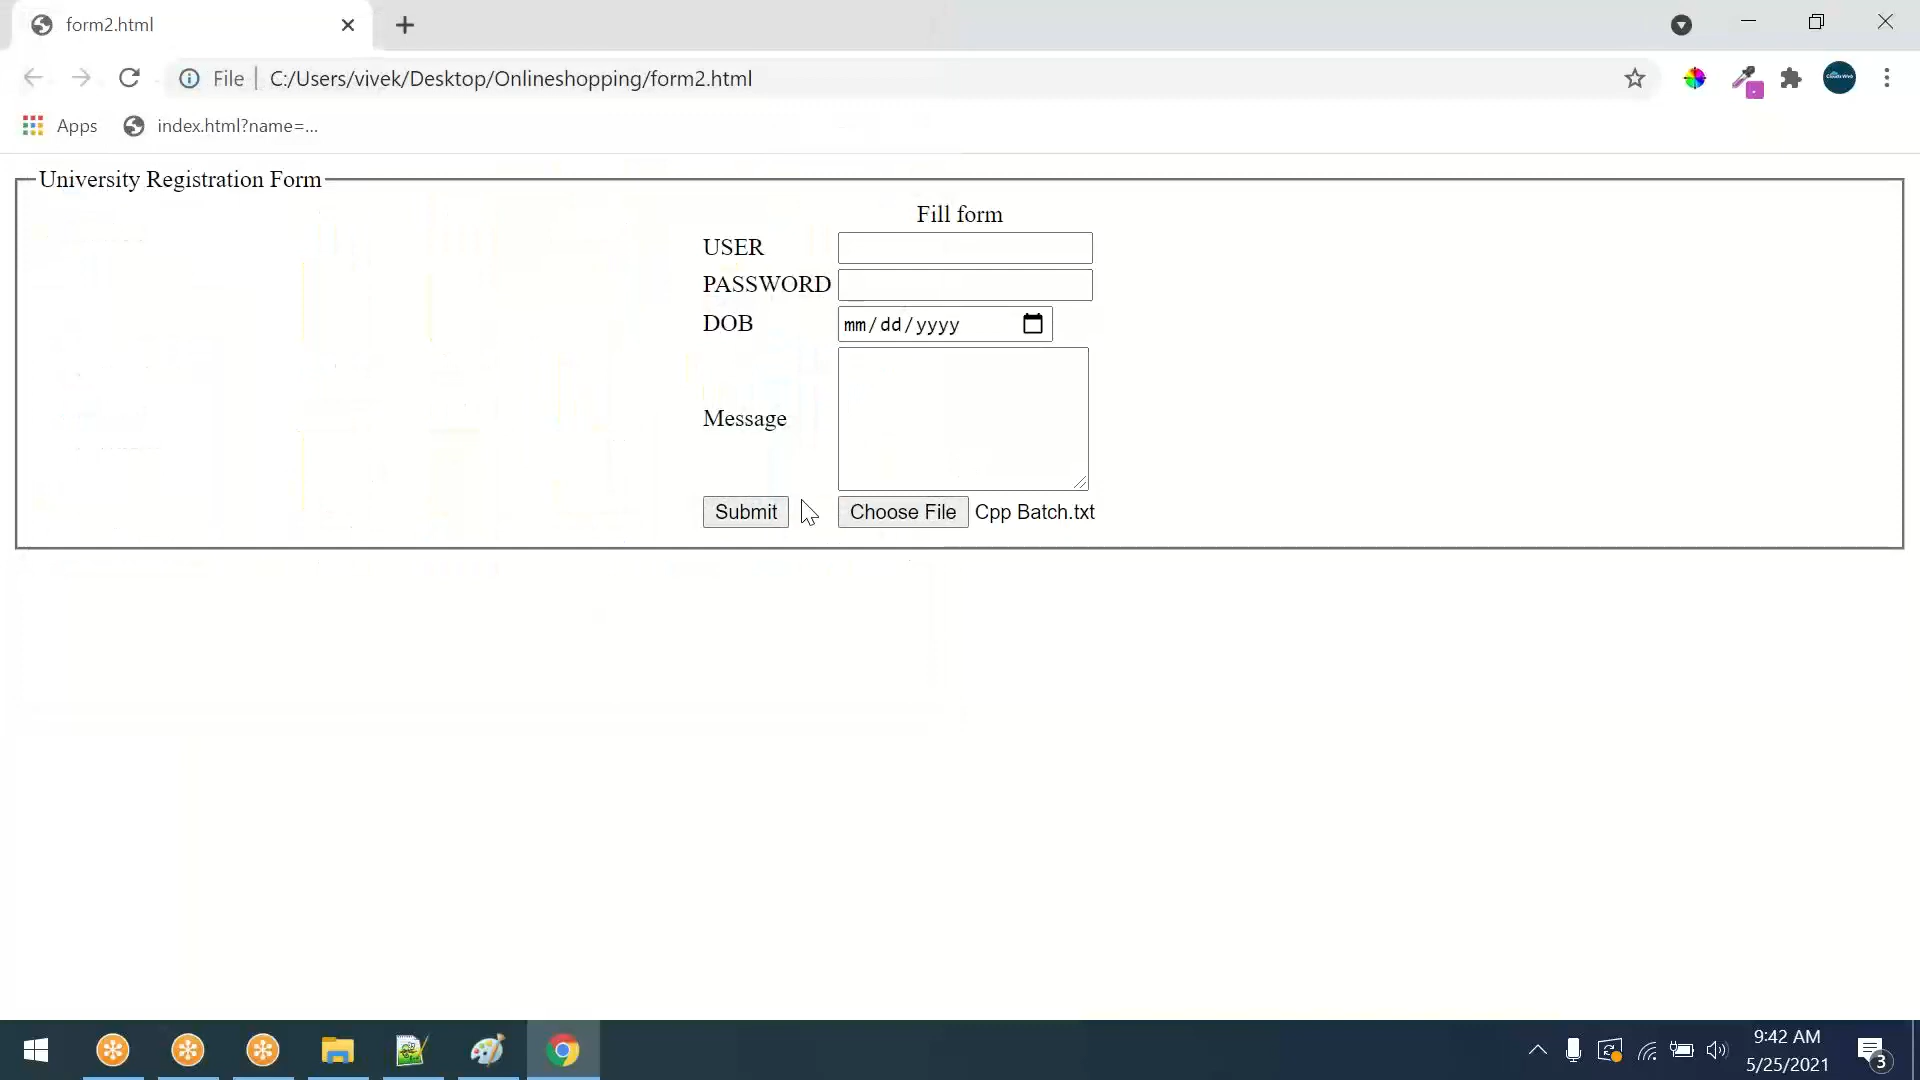 form2.html
File
C:/Users/vivek/Desktop/Onlineshopping/form2.html
Apps
index.html?name=...
University Registration Form
Fill form
USER
PASSWORD
DOB
mm/dd/yyyy
Message
Submit
Choose File Cpp Batch.txt
9:42 AM
5/25/2021
3